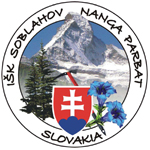 IŠK SOBLAHOV NANGA PARBAT
SLOVAKIA